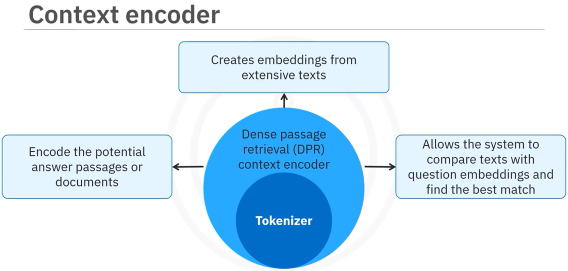 Context encoder
Creates embeddings from
extensive texts
Dense passage
retrieval (DPR)
context encoder
Encode the potential
answer passages or
documents
Allows the system to
compare texts with
question embeddings and
find the best match
Tokenizer